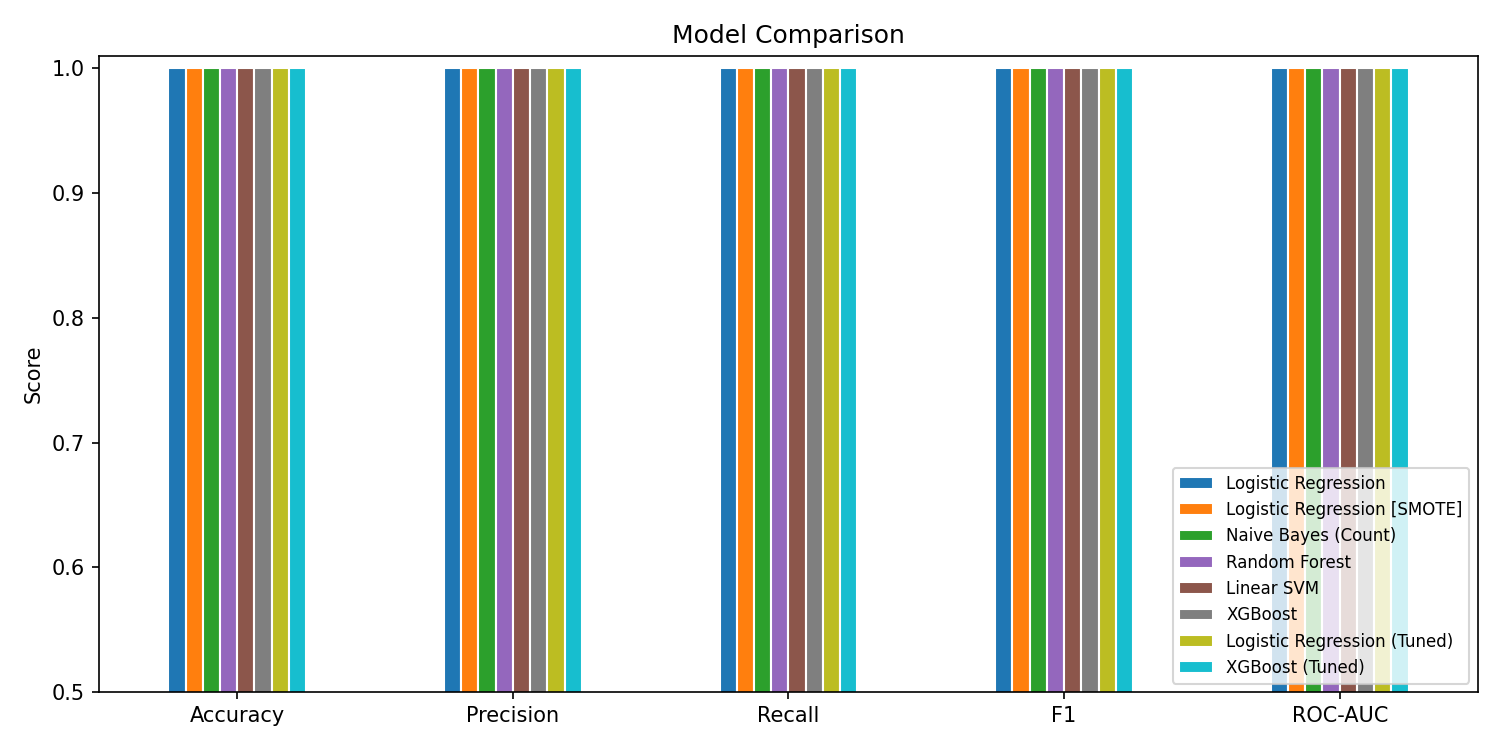 Model Comparison
1.0
0.9
0.8
0.7
0.6
0.5
Score
Accuracy
Precision
Recall
F1
ROC-AUC
Logistic Regression
Logistic Regression [SMOTE]
Naive Bayes (Count)
Random Forest
Linear SVM
XGBoost
Logistic Regression (Tuned)
XGBoost (Tuned)